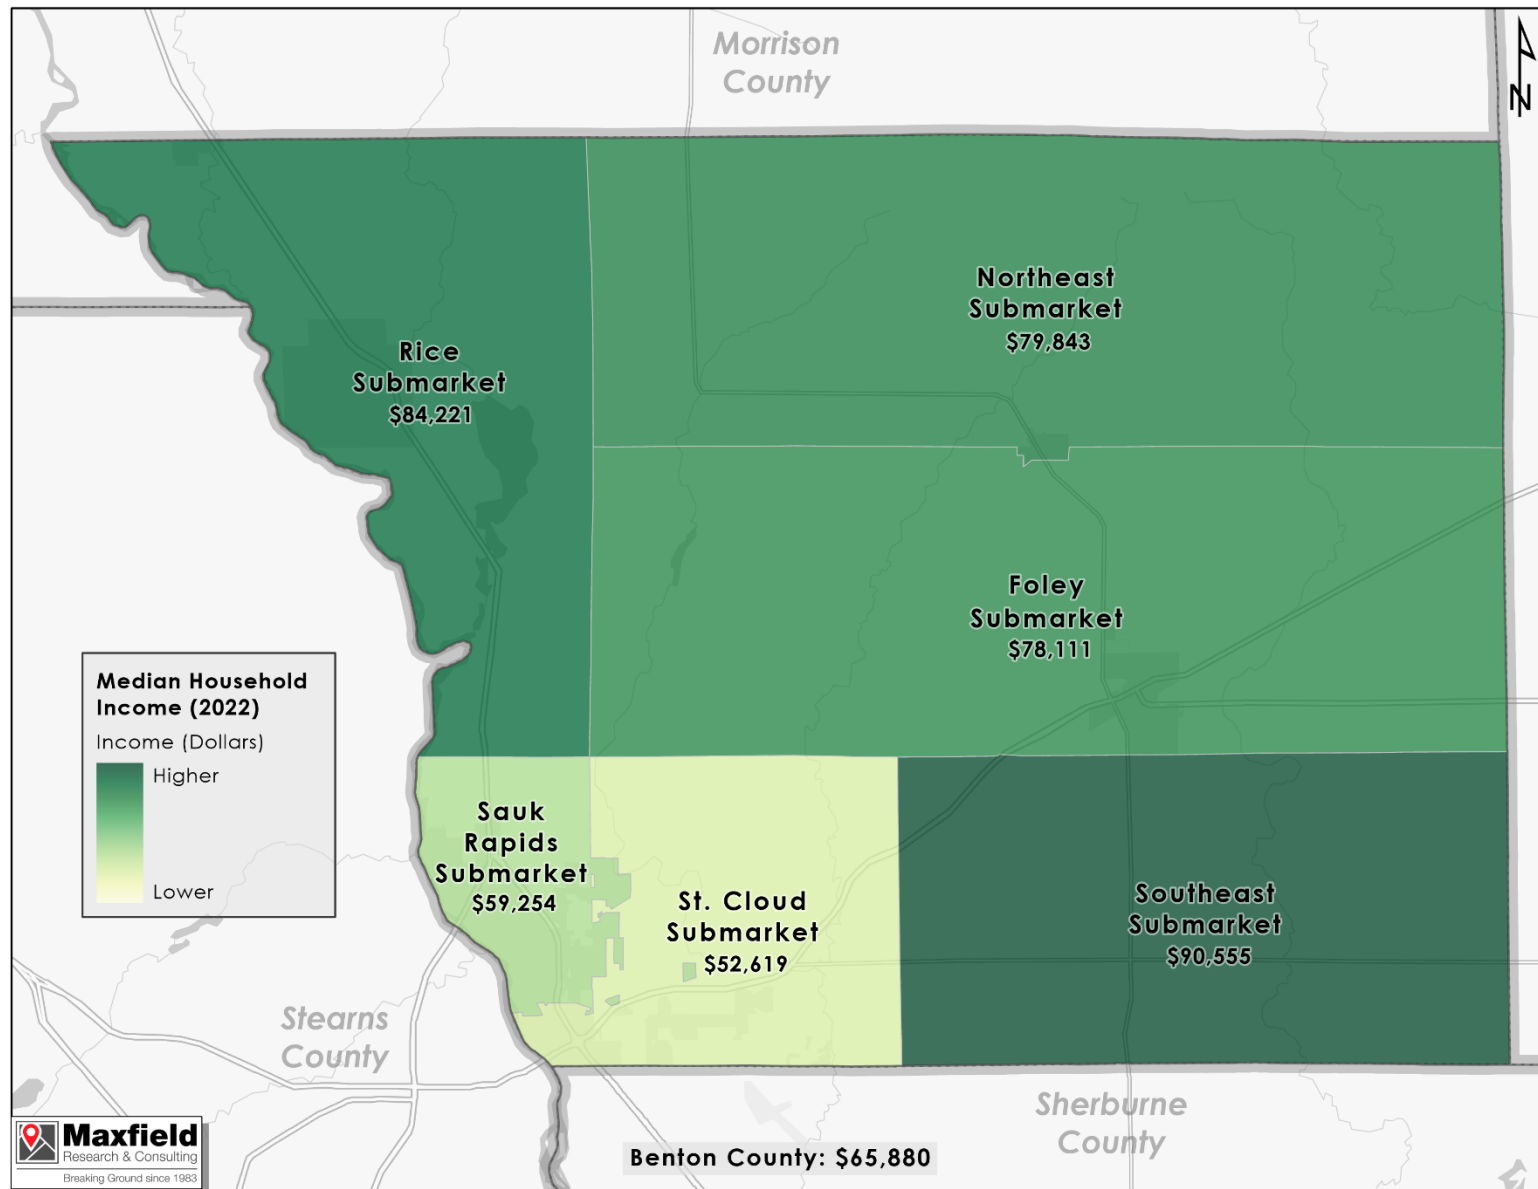 Morrison
County
N
Northeast
Submarket
$79,843
Rice
Submarket
$84,221
Foley
Submarket
$78,111
Median Household
Income (2022)
Income (Dollars)
Higher
Lower
Sauk
Rapids
Submarket
$59,254
St. Cloud
Submarket
$52,619
Southeast
Submarket
$90,555
Stearns
County
Sherburne
County
Maxfield
Research & Consulting
Breaking Ground since 1983
Benton County: $65,880